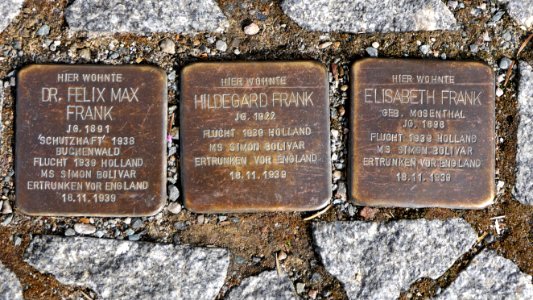 HIER WOHNTE
DR. FELIX MAX
FRANK
JG. 1891
"SCHUTZHAFT" 1938
BUCHENWALD
FLUCHT 1939 HOLLAND
MS SIMON BOLIVAR
ERTRUNKEN VOR ENGLAND
18.11.1939
HIER WOHNTE
HILDEGARD FRANK
JG. 1922
FLUCHT 1939 HOLLAND
MS SIMON BOLIVAR
ERTRUNKEN VOR ENGLAND
18.11.1939
HIER WOHNTE
ELISABETH FRANK
GEB. MOSENTHAL
JG. 1898
FLUCHT 1939 HOLLAND
MS SIMON BOLIVAR
ERTRUNKEN VOR ENGLAND
18.11.1939